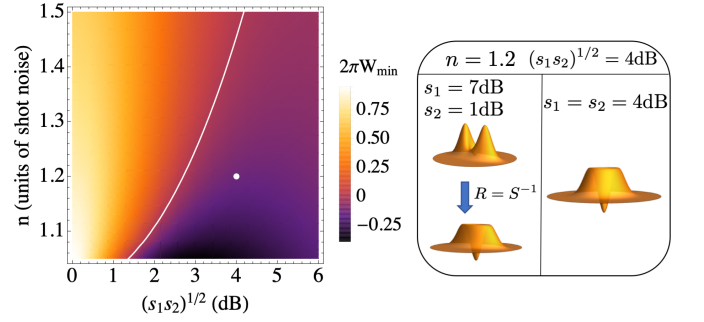 1.5
1.4
1.3
1.2
1.1
n (units of shot noise)
0 1 2 3 4 5 6
(s₁s₂)^{1/2} (dB)
2πW_min
0.75
0.50
0.25
0
−0.25
n = 1.2 (s₁s₂)^{1/2} = 4dB
s₁ = 7dB
s₂ = 1dB
R = S⁻¹
s₁ = s₂ = 4dB